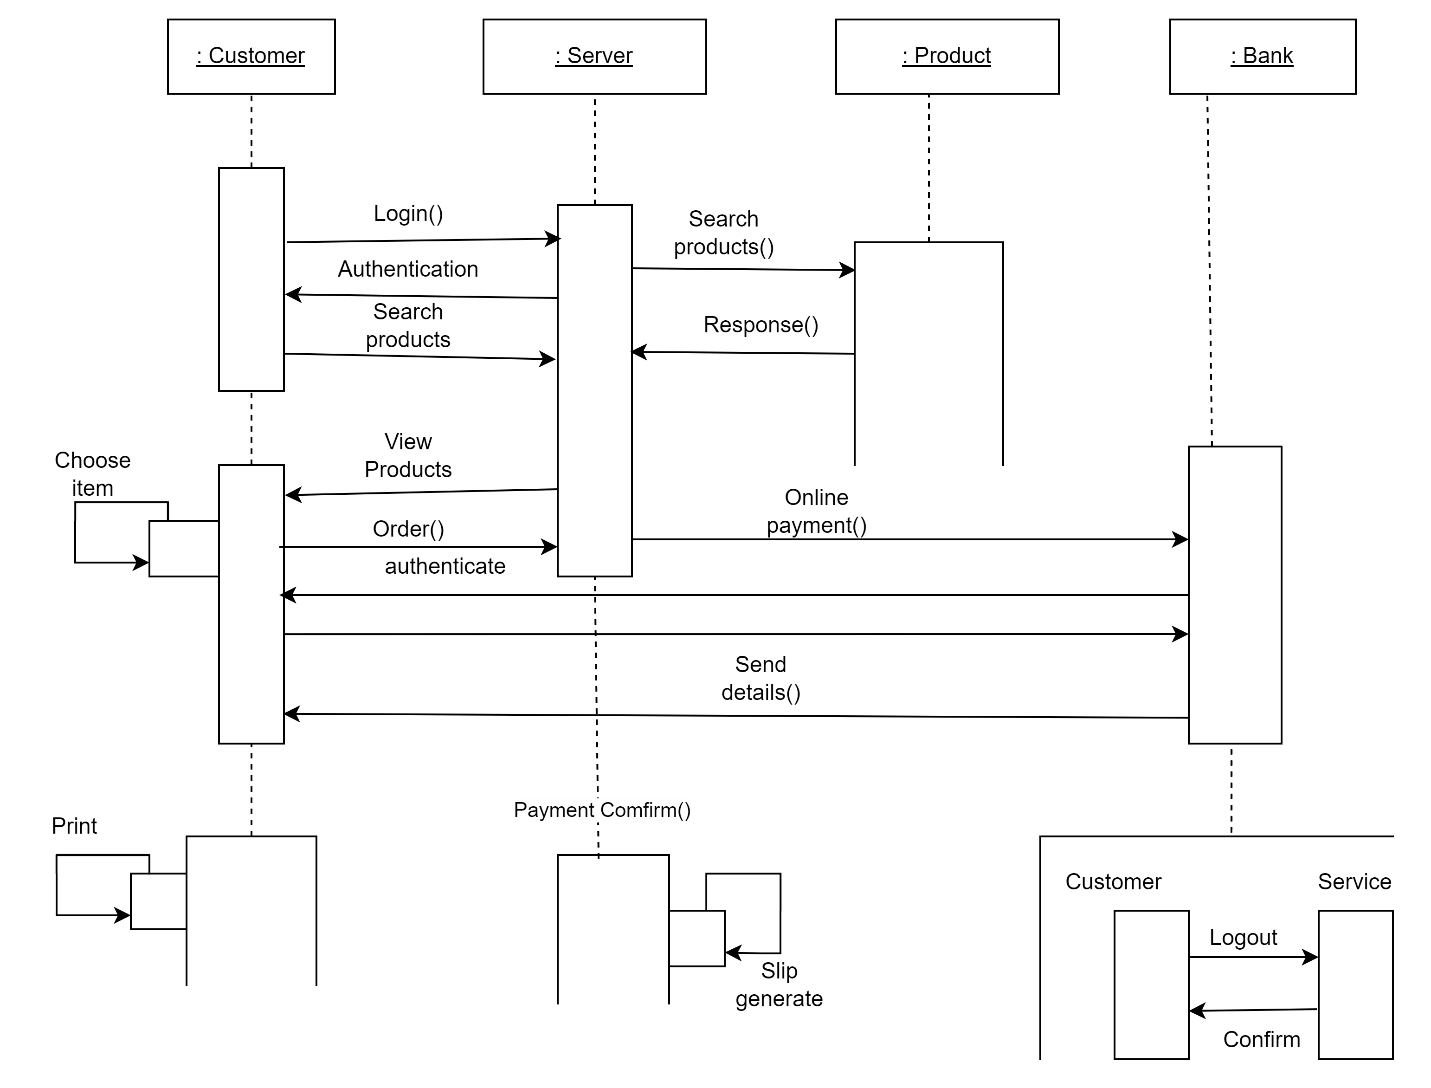 : Customer
: Server
: Product
: Bank
Login()
Search
products()
Authentication
Search
products
Response()
View
Products
Choose
item
Online
payment()
Order()
authenticate
Send
details()
Payment Comfirm()
Print
Customer
Service
Logout
Slip
generate
Confirm